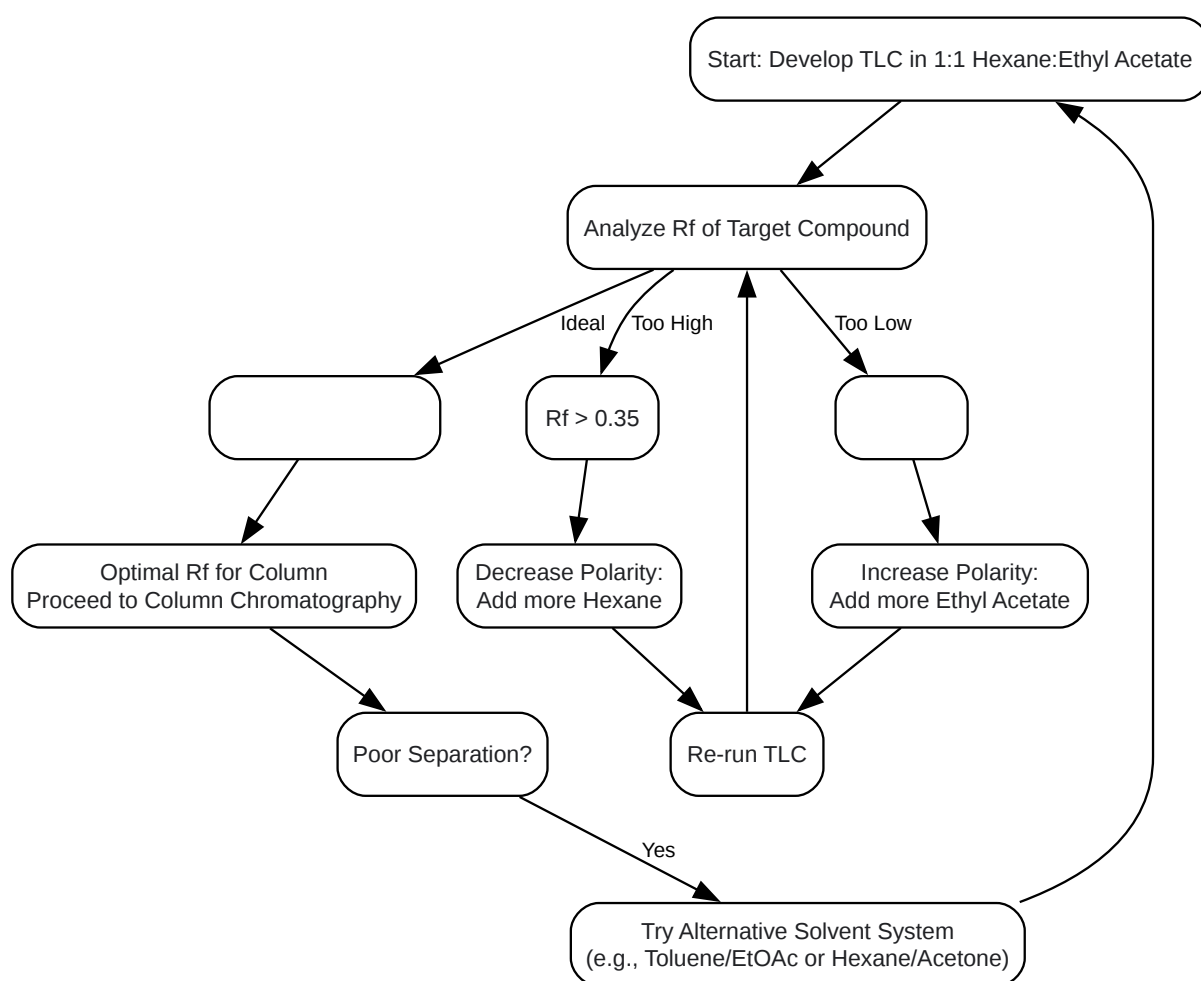 Start: Develop TLC in 1:1 Hexane:Ethyl Acetate
Analyze Rf of Target Compound
Ideal
Too High
Too Low
Rf > 0.35
Optimal Rf for Column
Proceed to Column Chromatography
Decrease Polarity:
Add more Hexane
Increase Polarity:
Add more Ethyl Acetate
Poor Separation?
Re-run TLC
Yes
Try Alternative Solvent System
(e.g., Toluene/EtOAc or Hexane/Acetone)